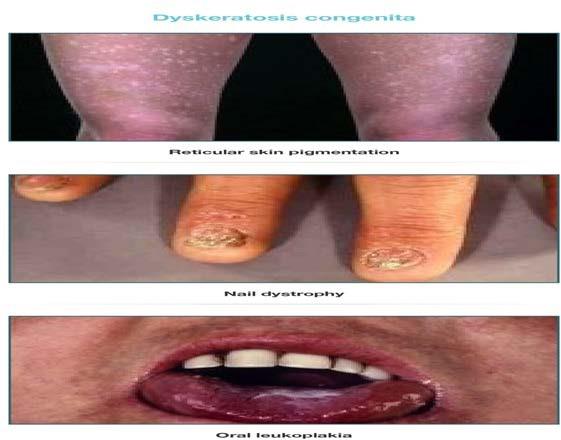 Dyskeratosis congenita
Reticular skin pigmentation
Nail dystrophy
Oral leukoplakia